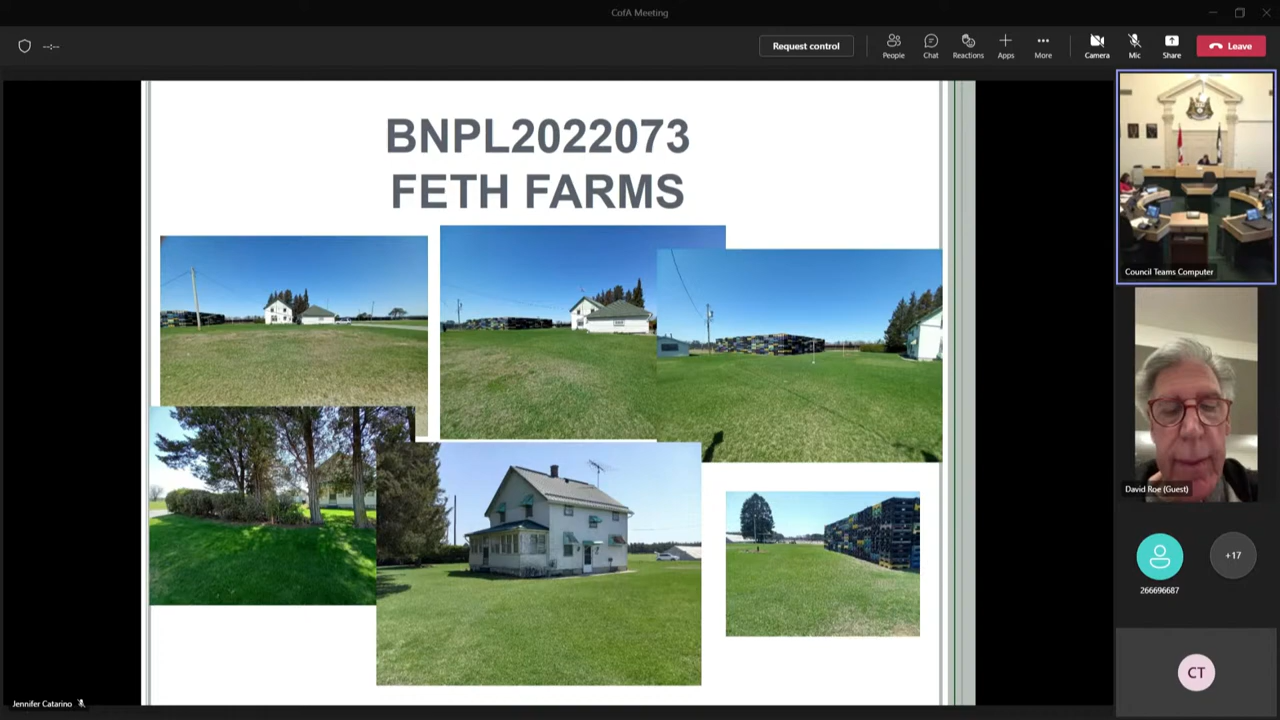 CofA Meeting
--:--
Request control
People
Chat
Reactions
Apps
More
Camera
Mic
Share
Leave
BNPL2022073
FETH FARMS
Council Teams Computer
David Roe (Guest)
266696687
+17
CT
Jennifer Catarino